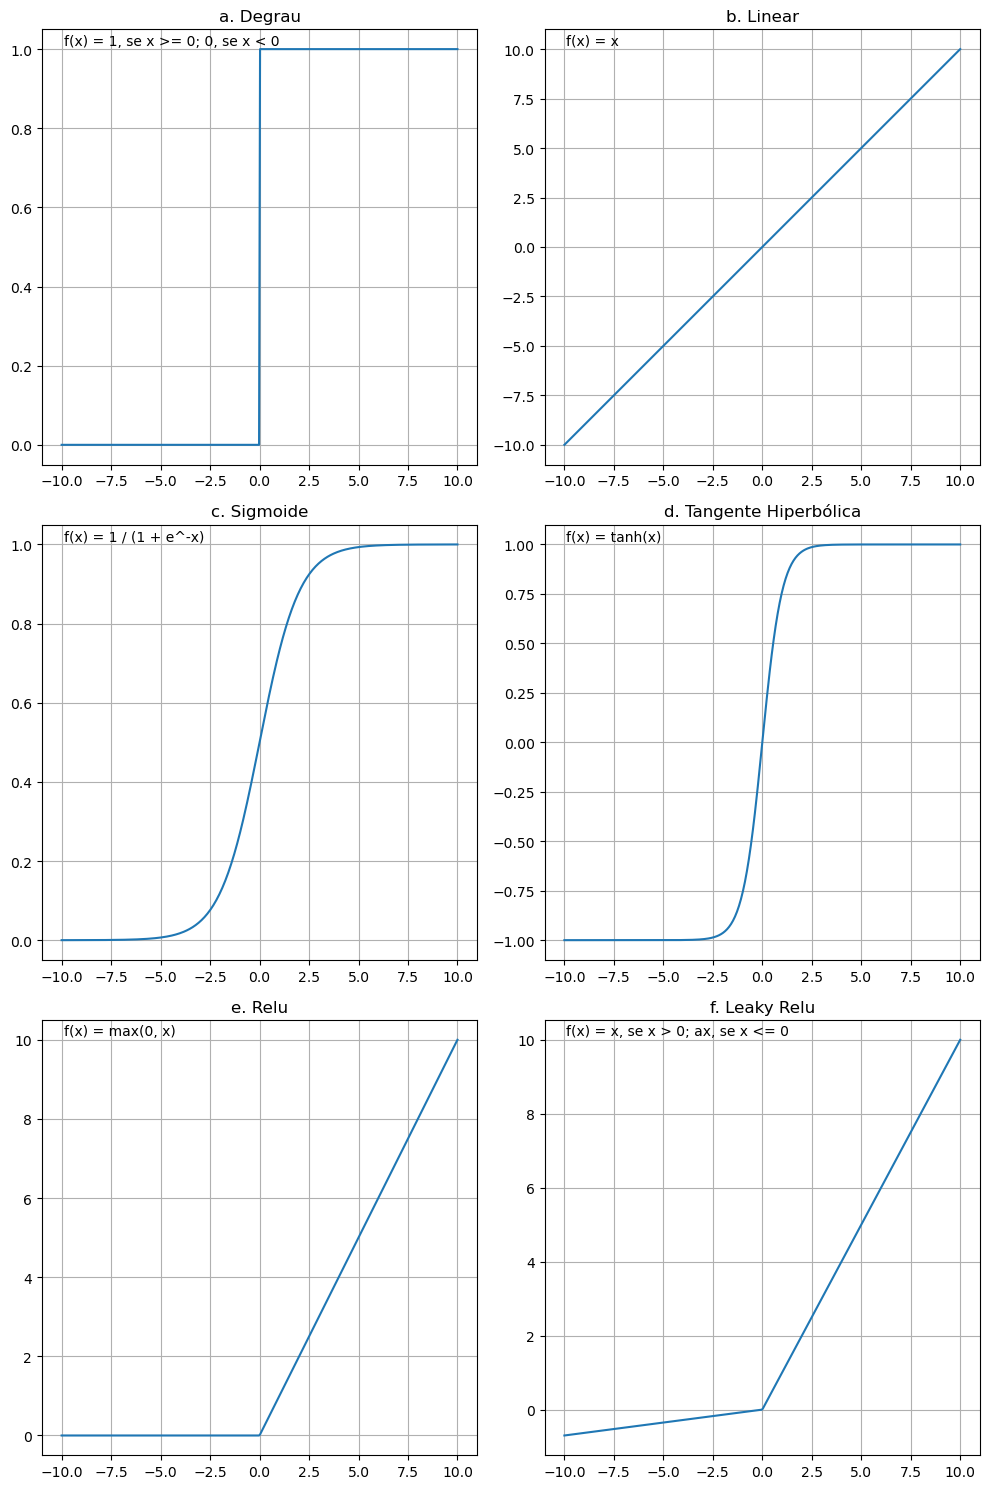 a. Degrau
f(x) = 1, se x >= 0; 0, se x < 0
1.0
0.8
0.6
0.4
0.2
0.0
−10.0 −7.5 −5.0 −2.5 0.0 2.5 5.0 7.5 10.0
b. Linear
f(x) = x
10.0
7.5
5.0
2.5
0.0
−2.5
−5.0
−7.5
−10.0
−10.0 −7.5 −5.0 −2.5 0.0 2.5 5.0 7.5 10.0
c. Sigmoide
f(x) = 1 / (1 + e^-x)
1.0
0.8
0.6
0.4
0.2
0.0
−10.0 −7.5 −5.0 −2.5 0.0 2.5 5.0 7.5 10.0
d. Tangente Hiperbólica
f(x) = tanh(x)
1.00
0.75
0.50
0.25
0.00
−0.25
−0.50
−0.75
−1.00
−10.0 −7.5 −5.0 −2.5 0.0 2.5 5.0 7.5 10.0
e. Relu
f(x) = max(0, x)
10
8
6
4
2
0
−10.0 −7.5 −5.0 −2.5 0.0 2.5 5.0 7.5 10.0
f. Leaky Relu
f(x) = x, se x > 0; ax, se x <= 0
10
8
6
4
2
0
−10.0 −7.5 −5.0 −2.5 0.0 2.5 5.0 7.5 10.0